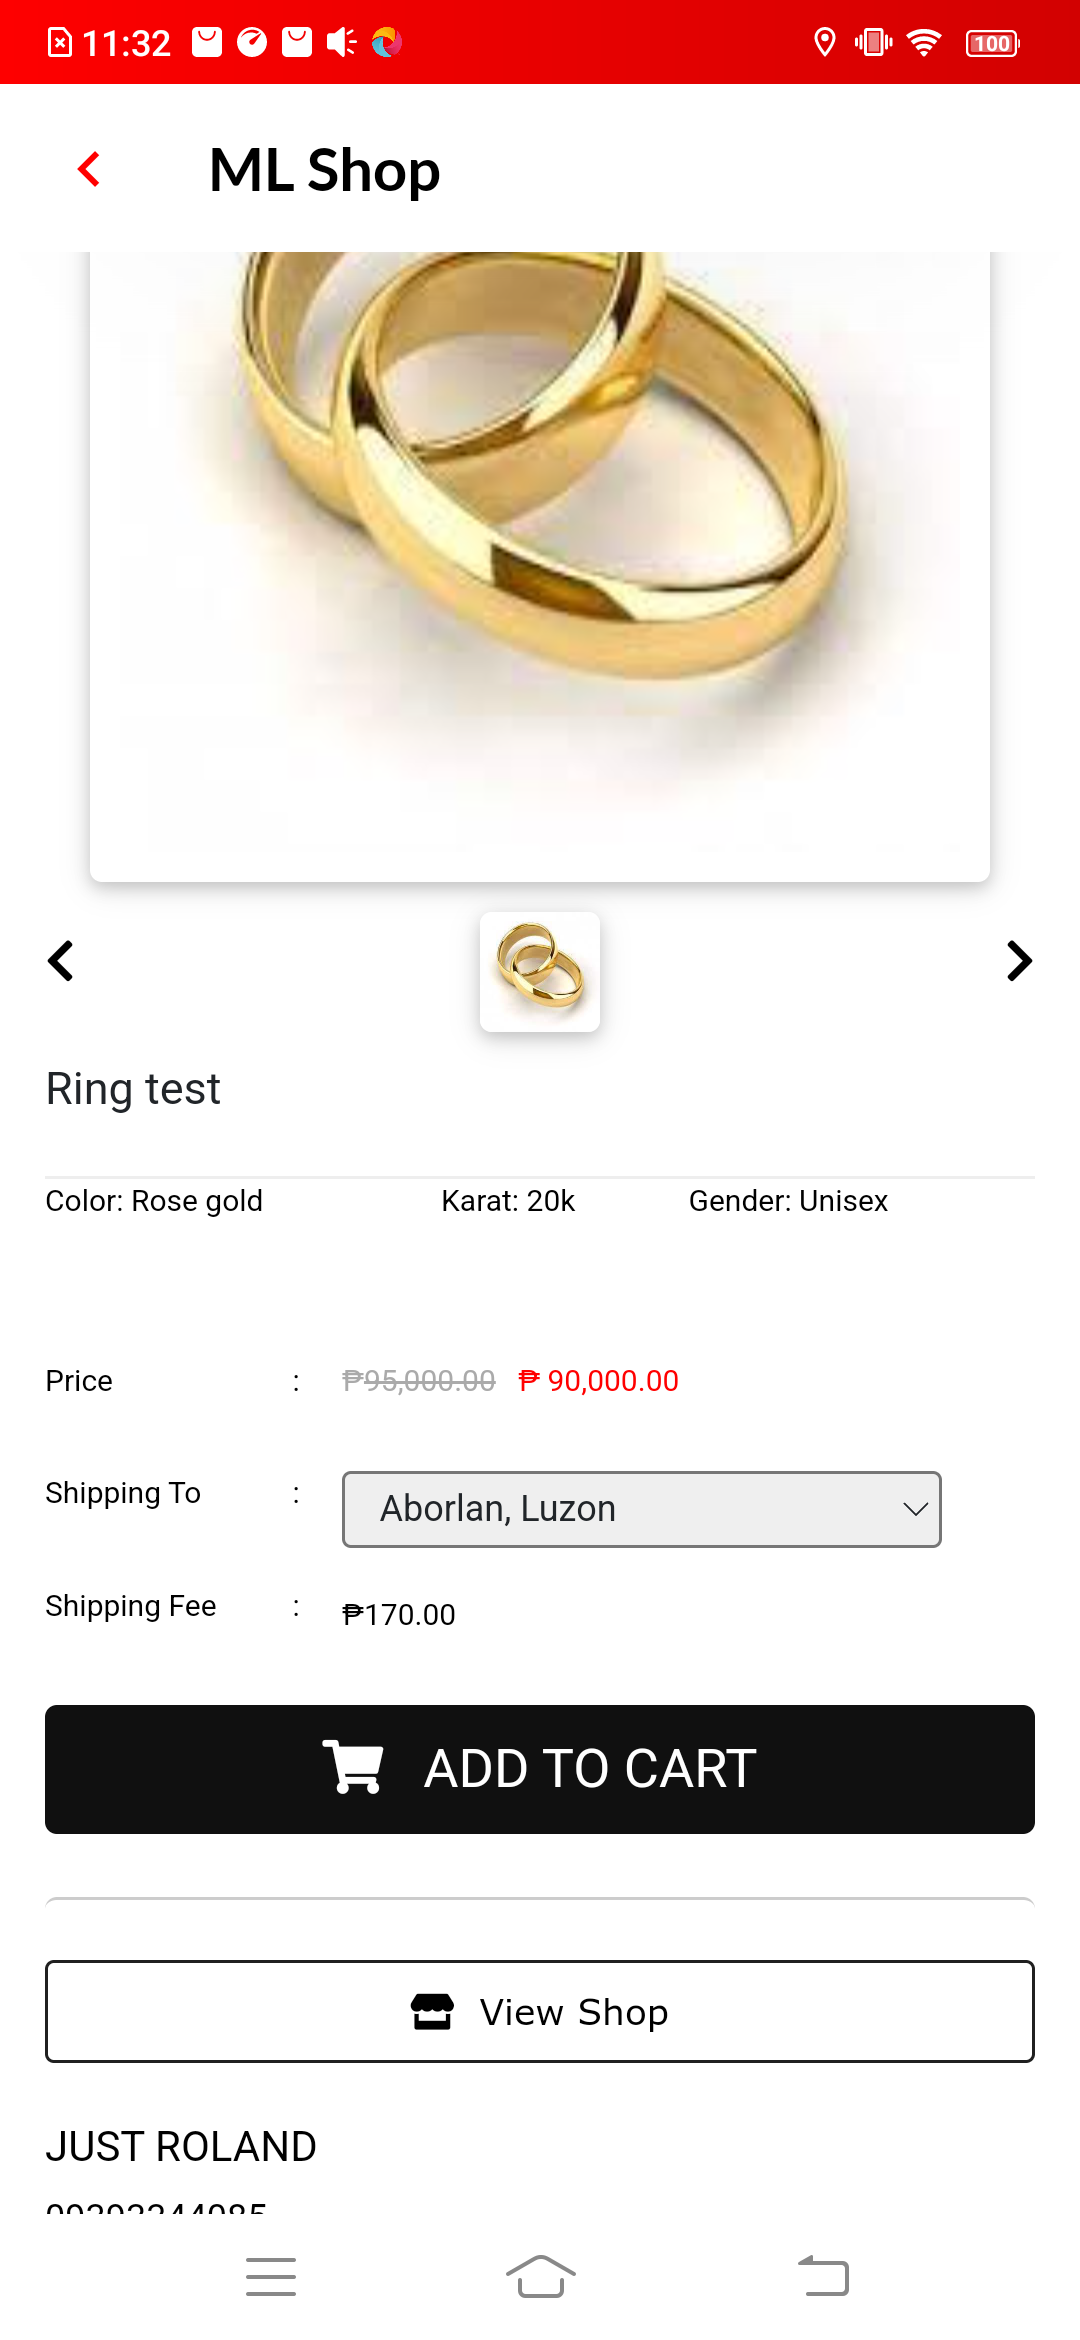 11:32
100
ML Shop
Ring test
Color: Rose gold Karat: 20k Gender: Unisex
Price : ₱95,000.00 ₱ 90,000.00
Shipping To : Aborlan, Luzon
Shipping Fee : ₱170.00
ADD TO CART
View Shop
JUST ROLAND